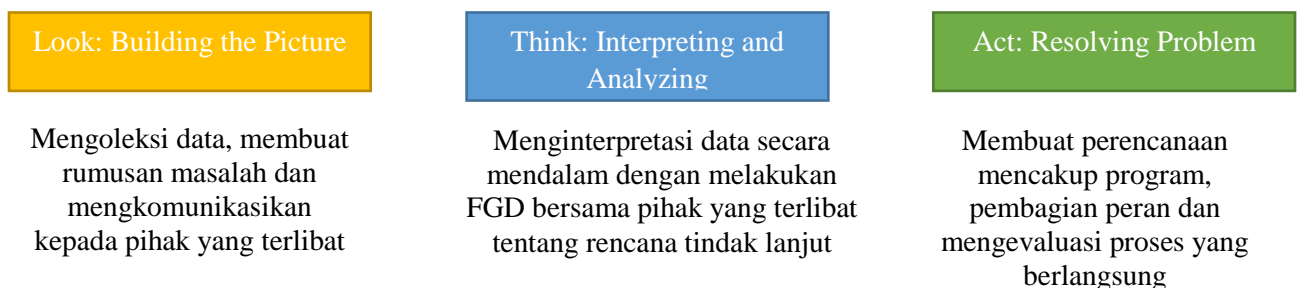 Look: Building the Picture
Mengoleksi data, membuat
rumusan masalah dan
mengkomunikasikan
kepada pihak yang terlibat
Think: Interpreting and
Analyzing
Menginterpretasi data secara
mendalam dengan melakukan
FGD bersama pihak yang terlibat
tentang rencana tindak lanjut
Act: Resolving Problem
Membuat perencanaan
mencakup program,
pembagian peran dan
mengevaluasi proses yang
berlangsung